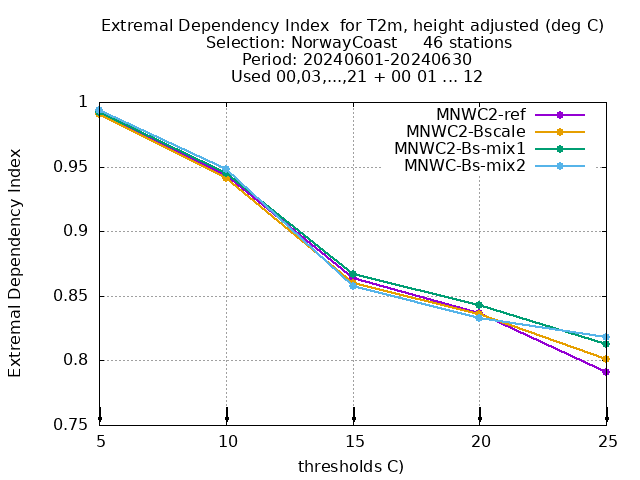 Extremal Dependency Index  for T2m, height adjusted (deg C)
Selection: NorwayCoast     46 stations
Period: 20240601-20240630
Used 00,03,...,21 + 00 01 ... 12
MNWC2-ref
MNWC2-Bscale
MNWC2-Bs-mix1
MNWC-Bs-mix2
Extremal Dependency Index
1
0.95
0.9
0.85
0.8
0.75
5 10 15 20 25
thresholds C)